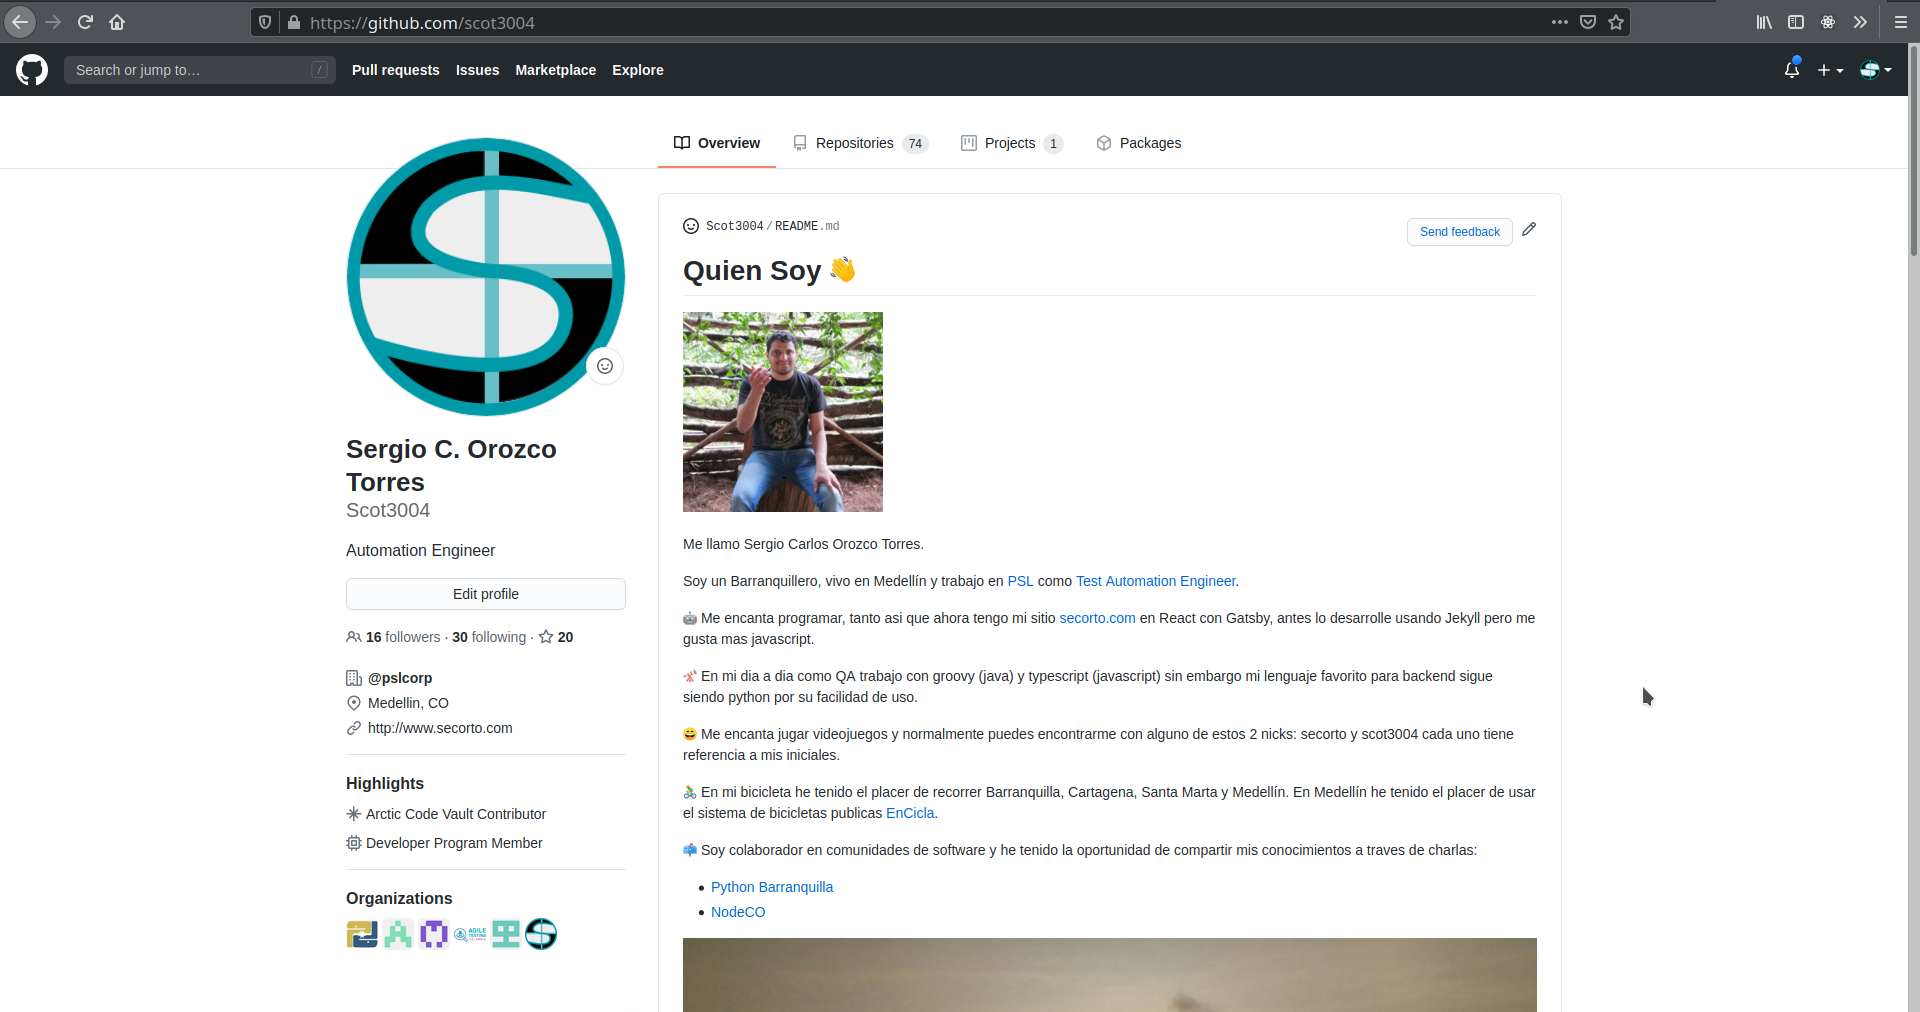 https://github.com/scot3004
Search or jump to…
/
Pull requests
Issues
Marketplace
Explore
Overview
Repositories 74
Projects 1
Packages
Sergio C. Orozco
Torres
Scot3004
Automation Engineer
Edit profile
16 followers · 30 following · 20
@pslcorp
Medellin, CO
http://www.secorto.com
Highlights
Arctic Code Vault Contributor
Developer Program Member
Organizations
AGILE
TESTING
Scot3004/README.md
Send feedback
Quien Soy 👋
Nightwish
Me llamo Sergio Carlos Orozco Torres.
Soy un Barranquillero, vivo en Medellín y trabajo en PSL como Test Automation Engineer.
🤖 Me encanta programar, tanto asi que ahora tengo mi sitio secorto.com en React con Gatsby, antes lo desarrolle usando Jekyll pero me
gusta mas javascript.
En mi dia a dia como QA trabajo con groovy (java) y typescript (javascript) sin embargo mi lenguaje favorito para backend sigue
siendo python por su facilidad de uso.
😄 Me encanta jugar videojuegos y normalmente puedes encontrarme con alguno de estos 2 nicks: secorto y scot3004 cada uno tiene
referencia a mis iniciales.
🚴 En mi bicicleta he tenido el placer de recorrer Barranquilla, Cartagena, Santa Marta y Medellín. En Medellín he tenido el placer de usar
el sistema de bicicletas publicas EnCicla.
📫 Soy colaborador en comunidades de software y he tenido la oportunidad de compartir mis conocimientos a traves de charlas:
• Python Barranquilla
• NodeCO